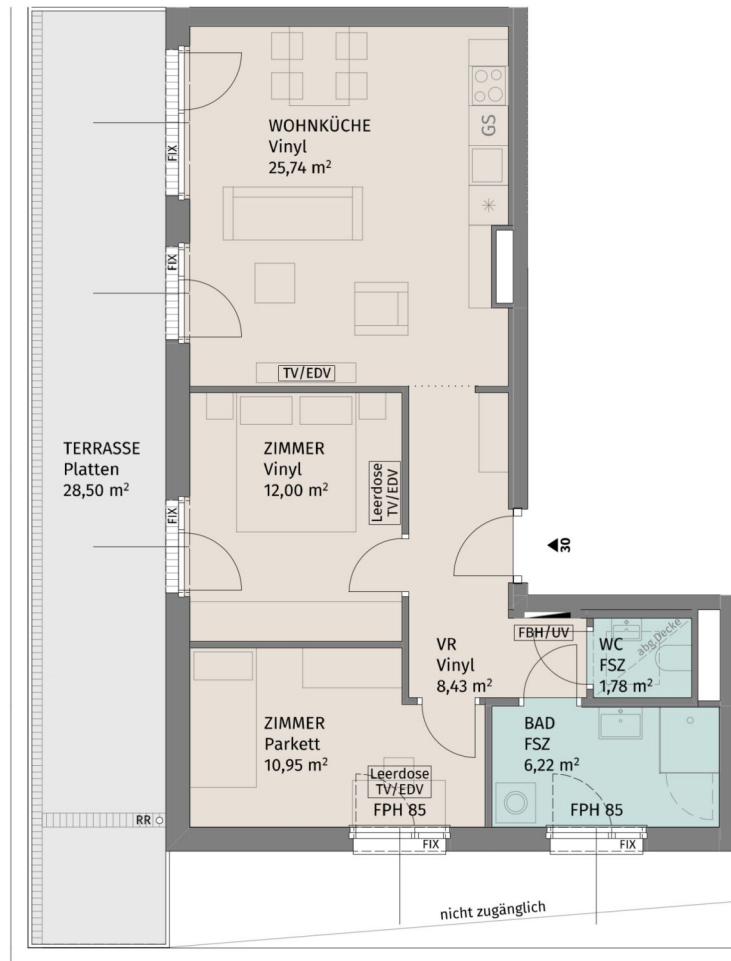 WOHNKÜCHE
Vinyl
25,74 m²
GS
FIX
FIX
TV/EDV
TERRASSE
Platten
28,50 m²
ZIMMER
Vinyl
12,00 m²
Leerdose
TV/EDV
FIX
30
FBH/UV
abg.Decke
WC
FSZ
1,78 m²
VR
Vinyl
8,43 m²
ZIMMER
Parkett
10,95 m²
Leerdose
TV/EDV
FPH 85
BAD
FSZ
6,22 m²
FPH 85
RR
FIX
FIX
nicht zugänglich